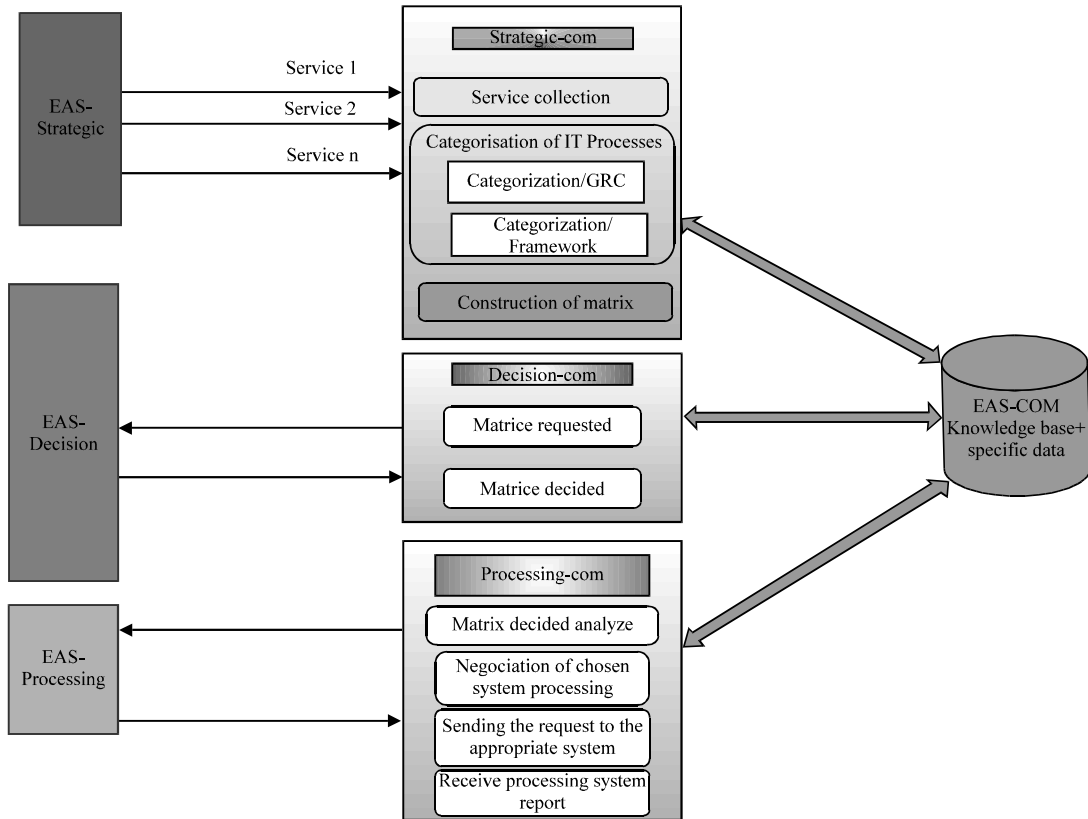 EAS-
Strategic
Service 1
Service 2
Service n
Strategic-com
Service collection
Categorisation of IT Processes
Categorization/GRC
Categorization/
Framework
Construction of matrix
EAS-
Decision
Decision-com
Matrice requested
Matrice decided
EAS-COM
Knowledge base+
specific data
EAS-
Processing
Processing-com
Matrix decided analyze
Negociation of chosen
system processing
Sending the request to the
appropriate system
Receive processing system
report